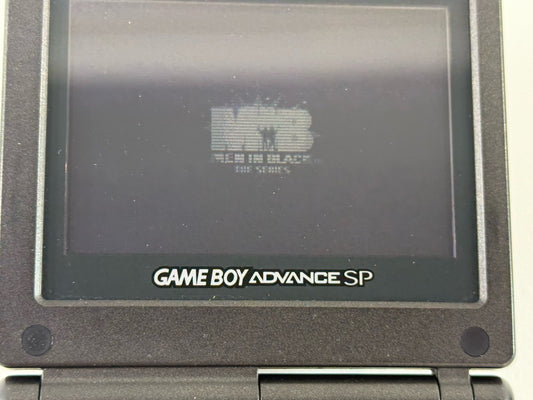 MIB
MEN IN BLACK
THE SERIES
GAME BOY ADVANCE SP